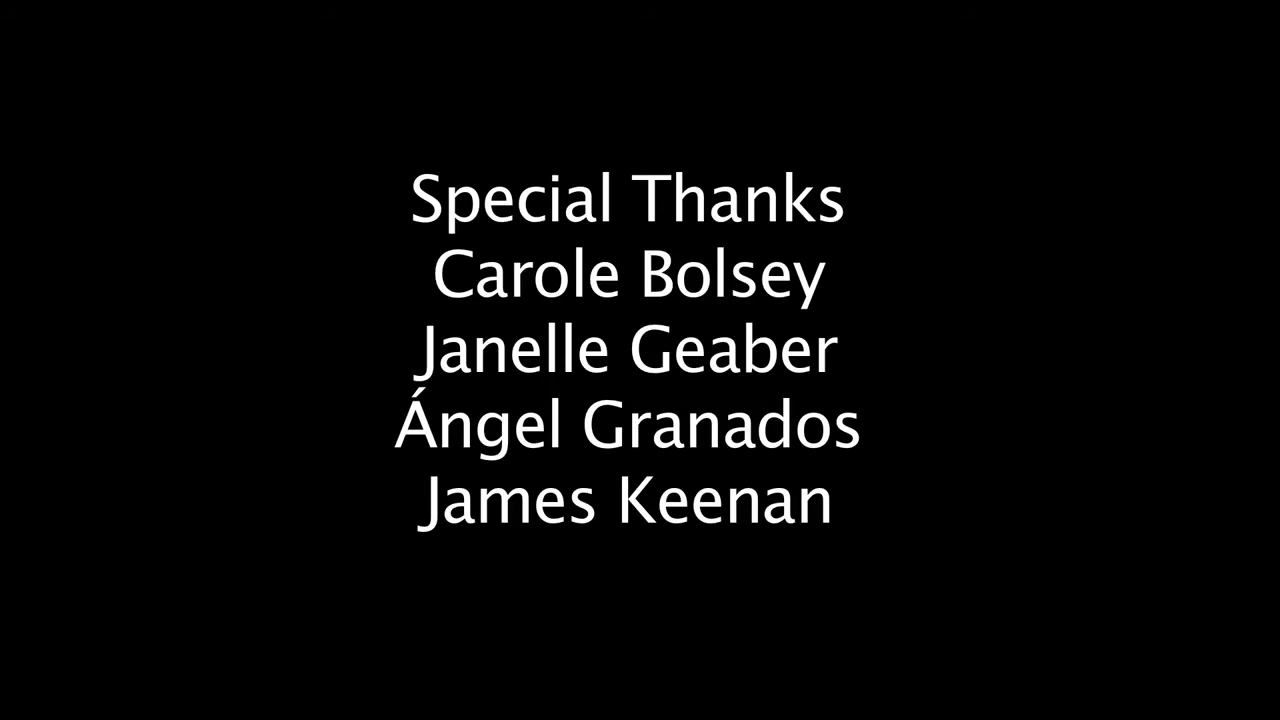 Special Thanks
Carole Bolsey
Janelle Geaber
Ángel Granados
James Keenan